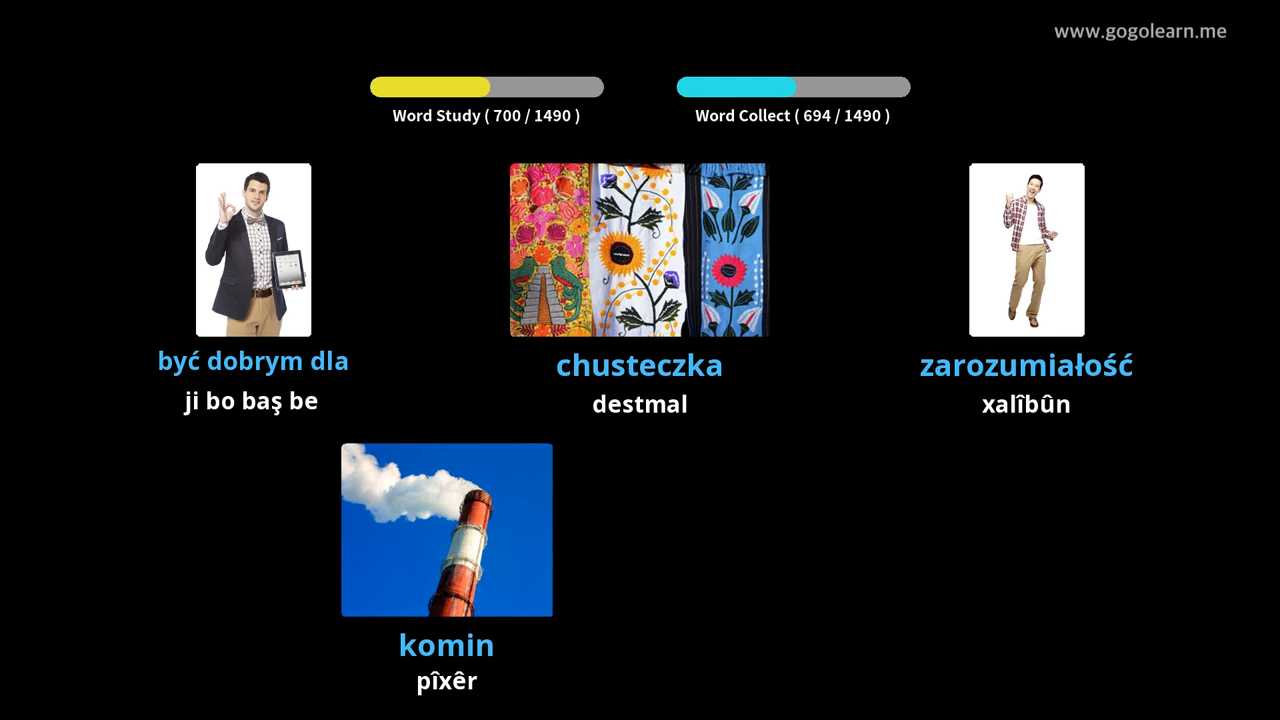 www.gogolearn.me
Word Study ( 700 / 1490 )
Word Collect ( 694 / 1490 )
być dobrym dla
ji bo baş be
chusteczka
destmal
zarozumiałość
xalîbûn
komin
pîxêr